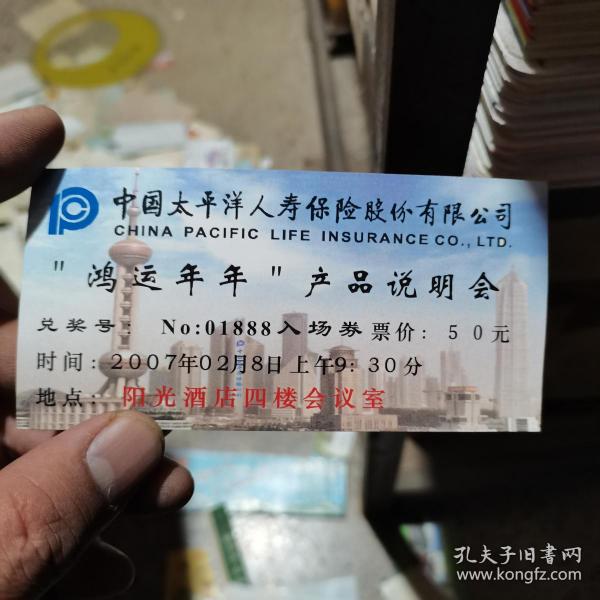 中国太平洋人寿保险股份有限公司
CHINA PACIFIC LIFE INSURANCE CO., LTD.
"鸿运年年"产品说明会
兑奖号: No:01888入场券 票价: 50元
时间: 2007年02月8日上午9: 30分
地点: 阳光酒店四楼会议室
孔夫子旧书网
www.kongfz.com